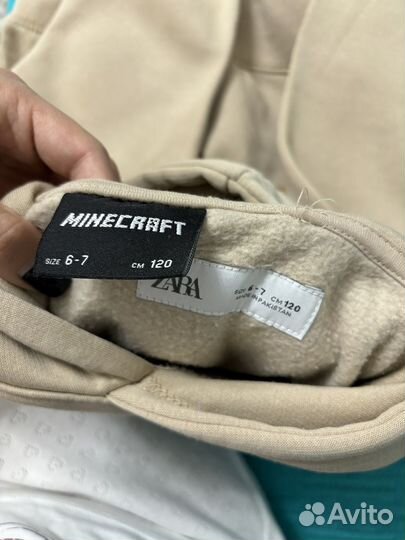 MINECRAFT
SIZE 6-7 CM 120
ZARA
SIZE 6-7 CM 120
MADE IN PAKISTAN
Avito